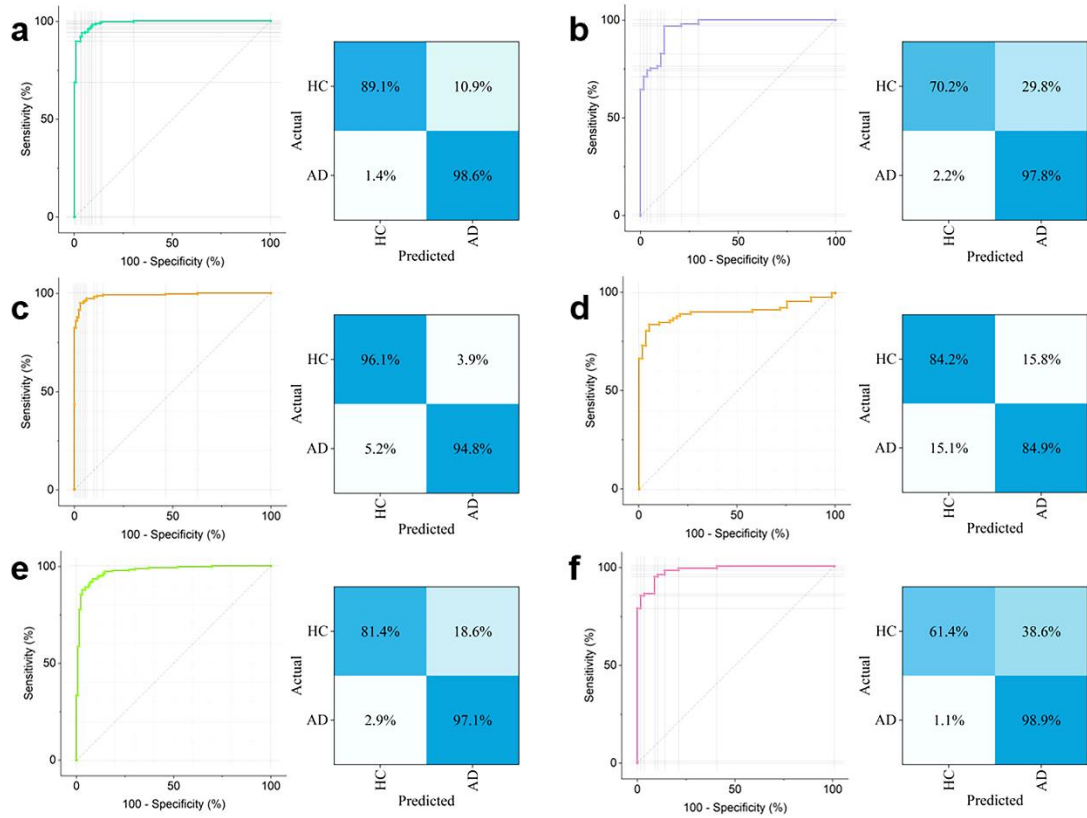 a
100
50
0
Sensitivity (%)
0 50 100
100 - Specificity (%)
Actual
HC 89.1% 10.9%
AD 1.4% 98.6%
HC AD
Predicted
b
100
50
0
Sensitivity (%)
0 50 100
100 - Specificity (%)
Actual
HC 70.2% 29.8%
AD 2.2% 97.8%
HC AD
Predicted
c
100
50
0
Sensitivity (%)
0 50 100
100 - Specificity (%)
Actual
HC 96.1% 3.9%
AD 5.2% 94.8%
HC AD
Predicted
d
100
50
0
Sensitivity (%)
0 50 100
100 - Specificity (%)
Actual
HC 84.2% 15.8%
AD 15.1% 84.9%
HC AD
Predicted
e
100
50
0
Sensitivity (%)
0 50 100
100 - Specificity (%)
Actual
HC 81.4% 18.6%
AD 2.9% 97.1%
HC AD
Predicted
f
100
50
0
Sensitivity (%)
0 50 100
100 - Specificity (%)
Actual
HC 61.4% 38.6%
AD 1.1% 98.9%
HC AD
Predicted